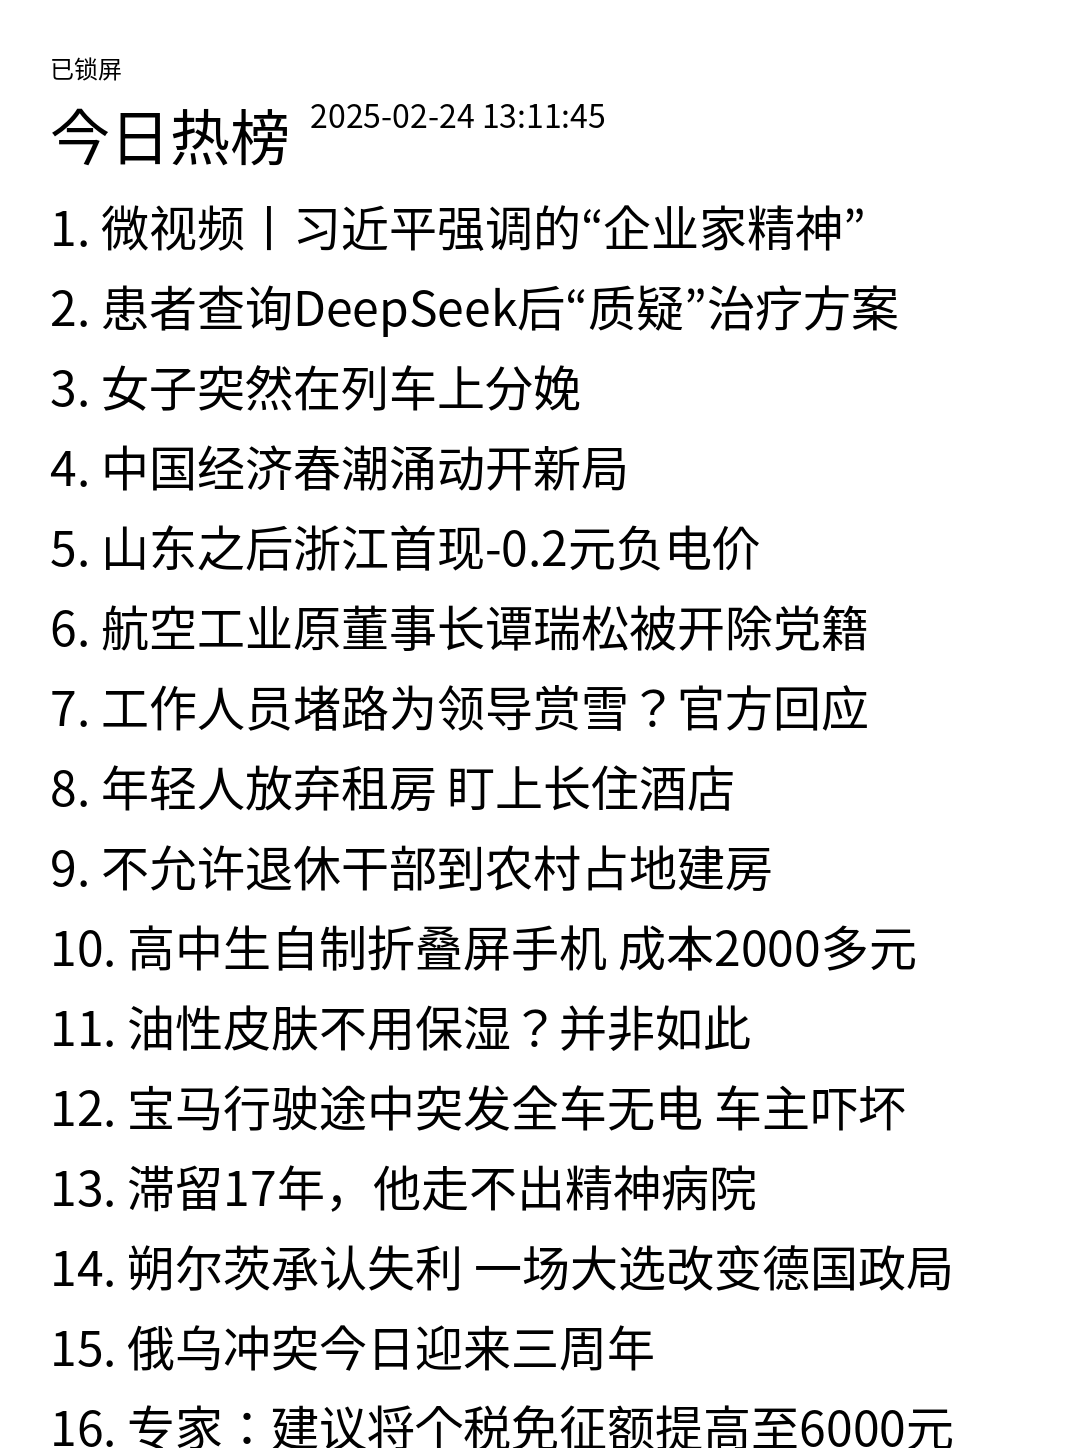 已锁屏
今日热榜 2025-02-24 13:11:45
1. 微视频丨习近平强调的“企业家精神”
2. 患者查询DeepSeek后“质疑”治疗方案
3. 女子突然在列车上分娩
4. 中国经济春潮涌动开新局
5. 山东之后浙江首现-0.2元负电价
6. 航空工业原董事长谭瑞松被开除党籍
7. 工作人员堵路为领导赏雪？官方回应
8. 年轻人放弃租房 盯上长住酒店
9. 不允许退休干部到农村占地建房
10. 高中生自制折叠屏手机 成本2000多元
11. 油性皮肤不用保湿？并非如此
12. 宝马行驶途中突发全车无电 车主吓坏
13. 滞留17年，他走不出精神病院
14. 朔尔茨承认失利 一场大选改变德国政局
15. 俄乌冲突今日迎来三周年
16. 专家：建议将个税免征额提高至6000元